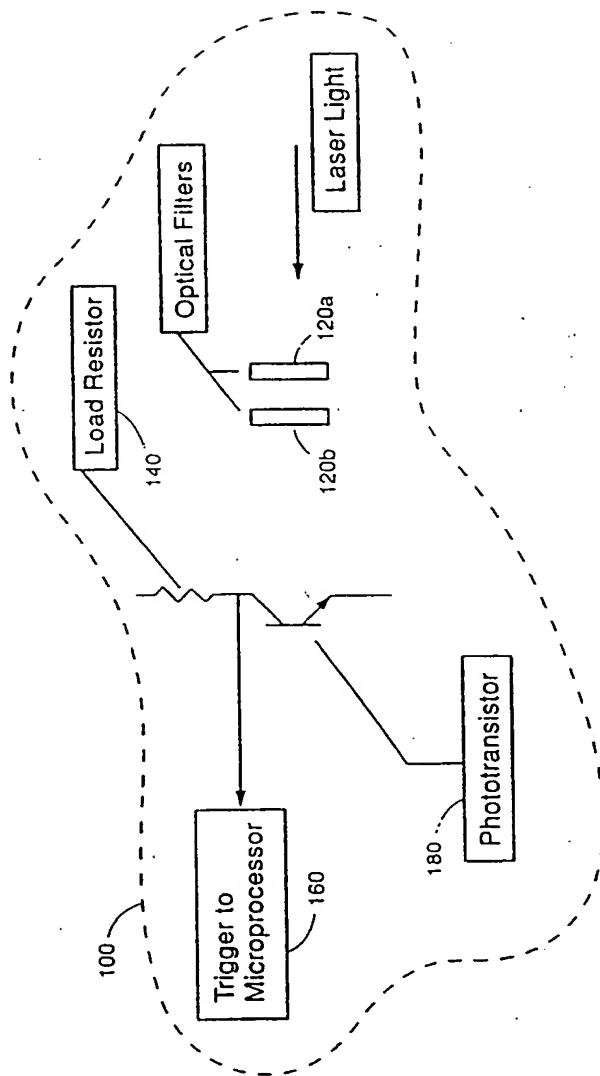 100
Trigger to
Microprocessor
160
Load Resistor
140
Optical Filters
Laser Light
120a
120b
Phototransistor
180